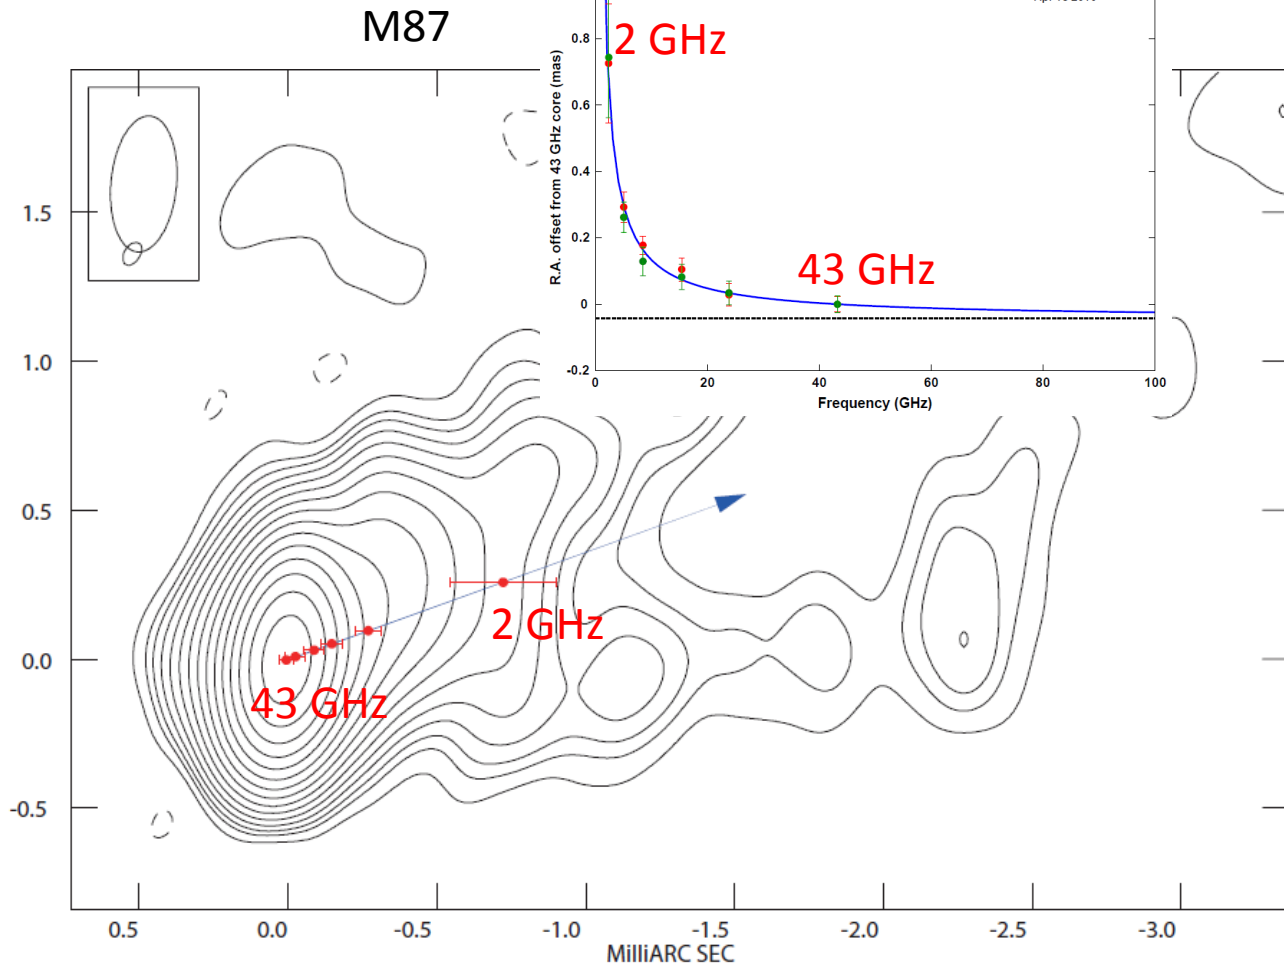 M87
2 GHz
43 GHz
R.A. offset from 43 GHz core (mas)
0.8
0.6
0.4
0.2
0
-0.2
0 20 40 60 80 100
Frequency (GHz)
1.5
1.0
0.5
0.0
-0.5
2 GHz
43 GHz
0.5 0.0 -0.5 -1.0 -1.5 -2.0 -2.5 -3.0
MilliARC SEC